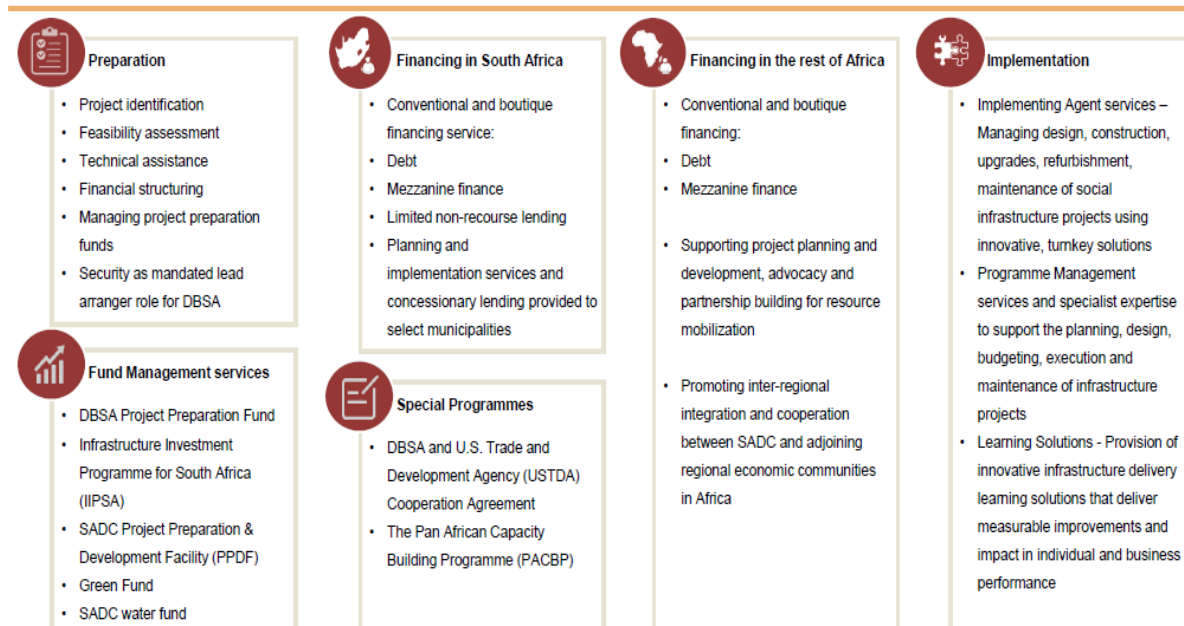 Preparation
• Project identification
• Feasibility assessment
• Technical assistance
• Financial structuring
• Managing project preparation
funds
• Security as mandated lead
arranger role for DBSA
Fund Management services
• DBSA Project Preparation Fund
• Infrastructure Investment
Programme for South Africa
(IIPSA)
• SADC Project Preparation &
Development Facility (PPDF)
• Green Fund
• SADC water fund
Financing in South Africa
• Conventional and boutique
financing service:
• Debt
• Mezzanine finance
• Limited non-recourse lending
• Planning and
implementation services and
concessionary lending provided to
select municipalities
Special Programmes
• DBSA and U.S. Trade and
Development Agency (USTDA)
Cooperation Agreement
• The Pan African Capacity
Building Programme (PACBP)
Financing in the rest of Africa
• Conventional and boutique
financing:
• Debt
• Mezzanine finance
• Supporting project planning and
development, advocacy and
partnership building for resource
mobilization
• Promoting inter-regional
integration and cooperation
between SADC and adjoining
regional economic communities
in Africa
Implementation
• Implementing Agent services –
Managing design, construction,
upgrades, refurbishment,
maintenance of social
infrastructure projects using
innovative, turnkey solutions
• Programme Management
services and specialist expertise
to support the planning, design,
budgeting, execution and
maintenance of infrastructure
projects
• Learning Solutions - Provision of
innovative infrastructure delivery
learning solutions that deliver
measurable improvements and
impact in individual and business
performance